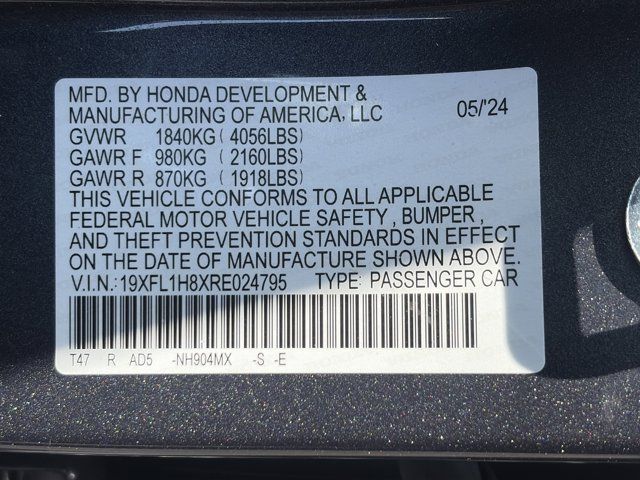 MFD. BY HONDA DEVELOPMENT &
MANUFACTURING OF AMERICA, LLC 05/'24
GVWR 1840KG ( 4056LBS)
GAWR F 980KG ( 2160LBS)
GAWR R 870KG ( 1918LBS)
THIS VEHICLE CONFORMS TO ALL APPLICABLE
FEDERAL MOTOR VEHICLE SAFETY , BUMPER ,
AND THEFT PREVENTION STANDARDS IN EFFECT
ON THE DATE OF MANUFACTURE SHOWN ABOVE.
V.I.N.:19XFL1H8XRE024795 TYPE: PASSENGER CAR
T47 R AD5 -NH904MX -S -E